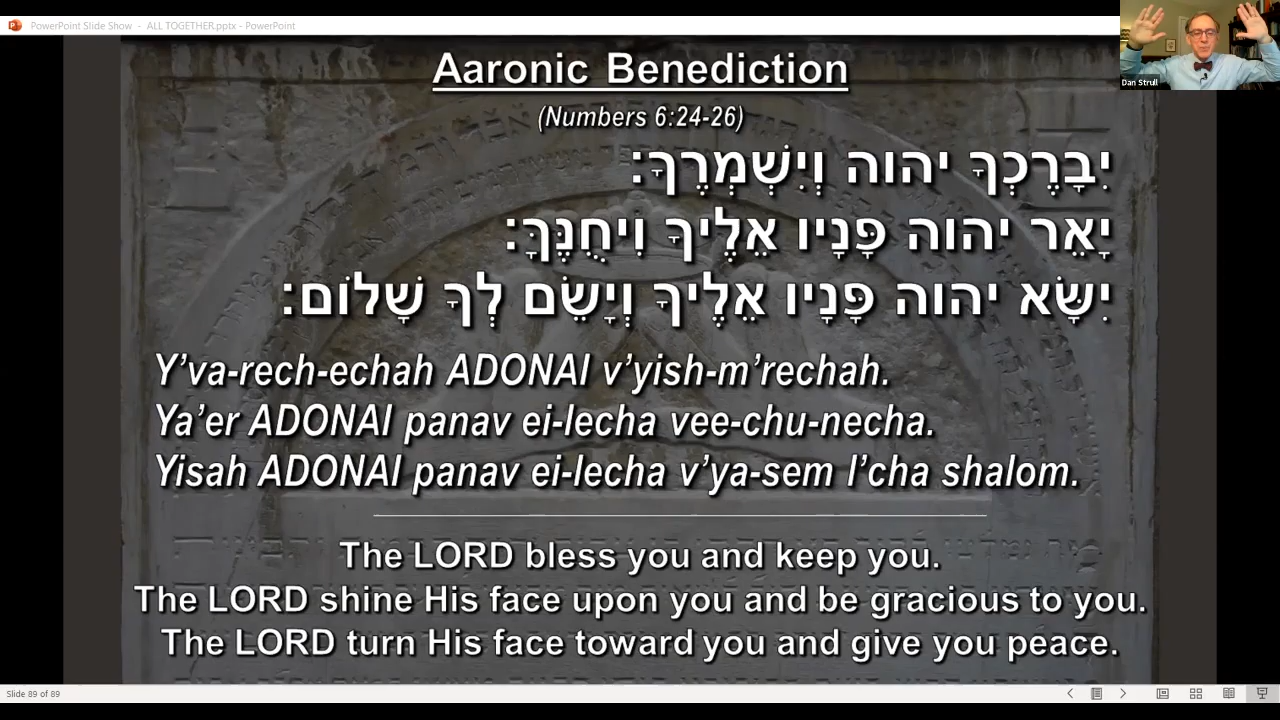 PowerPoint Slide Show - ALL TOGETHER.pptx - PowerPoint
Dan Strull
Aaronic Benediction
(Numbers 6:24-26)
יְבָרֶכְךָ יהוה וְיִשְׁמְרֶךָ:
יָאֵר יהוה פָּנָיו אֵלֶיךָ וִיחֻנֶּךָּ:
יִשָּׂא יהוה פָּנָיו אֵלֶיךָ וְיָשֵׂם לְךָ שָׁלוֹם:
Y’va-rech-echah ADONAI v’yish-m’rechah.
Ya’er ADONAI panav ei-lecha vee-chu-necha.
Yisah ADONAI panav ei-lecha v’ya-sem l’cha shalom.
The LORD bless you and keep you.
The LORD shine His face upon you and be gracious to you.
The LORD turn His face toward you and give you peace.
Slide 89 of 89